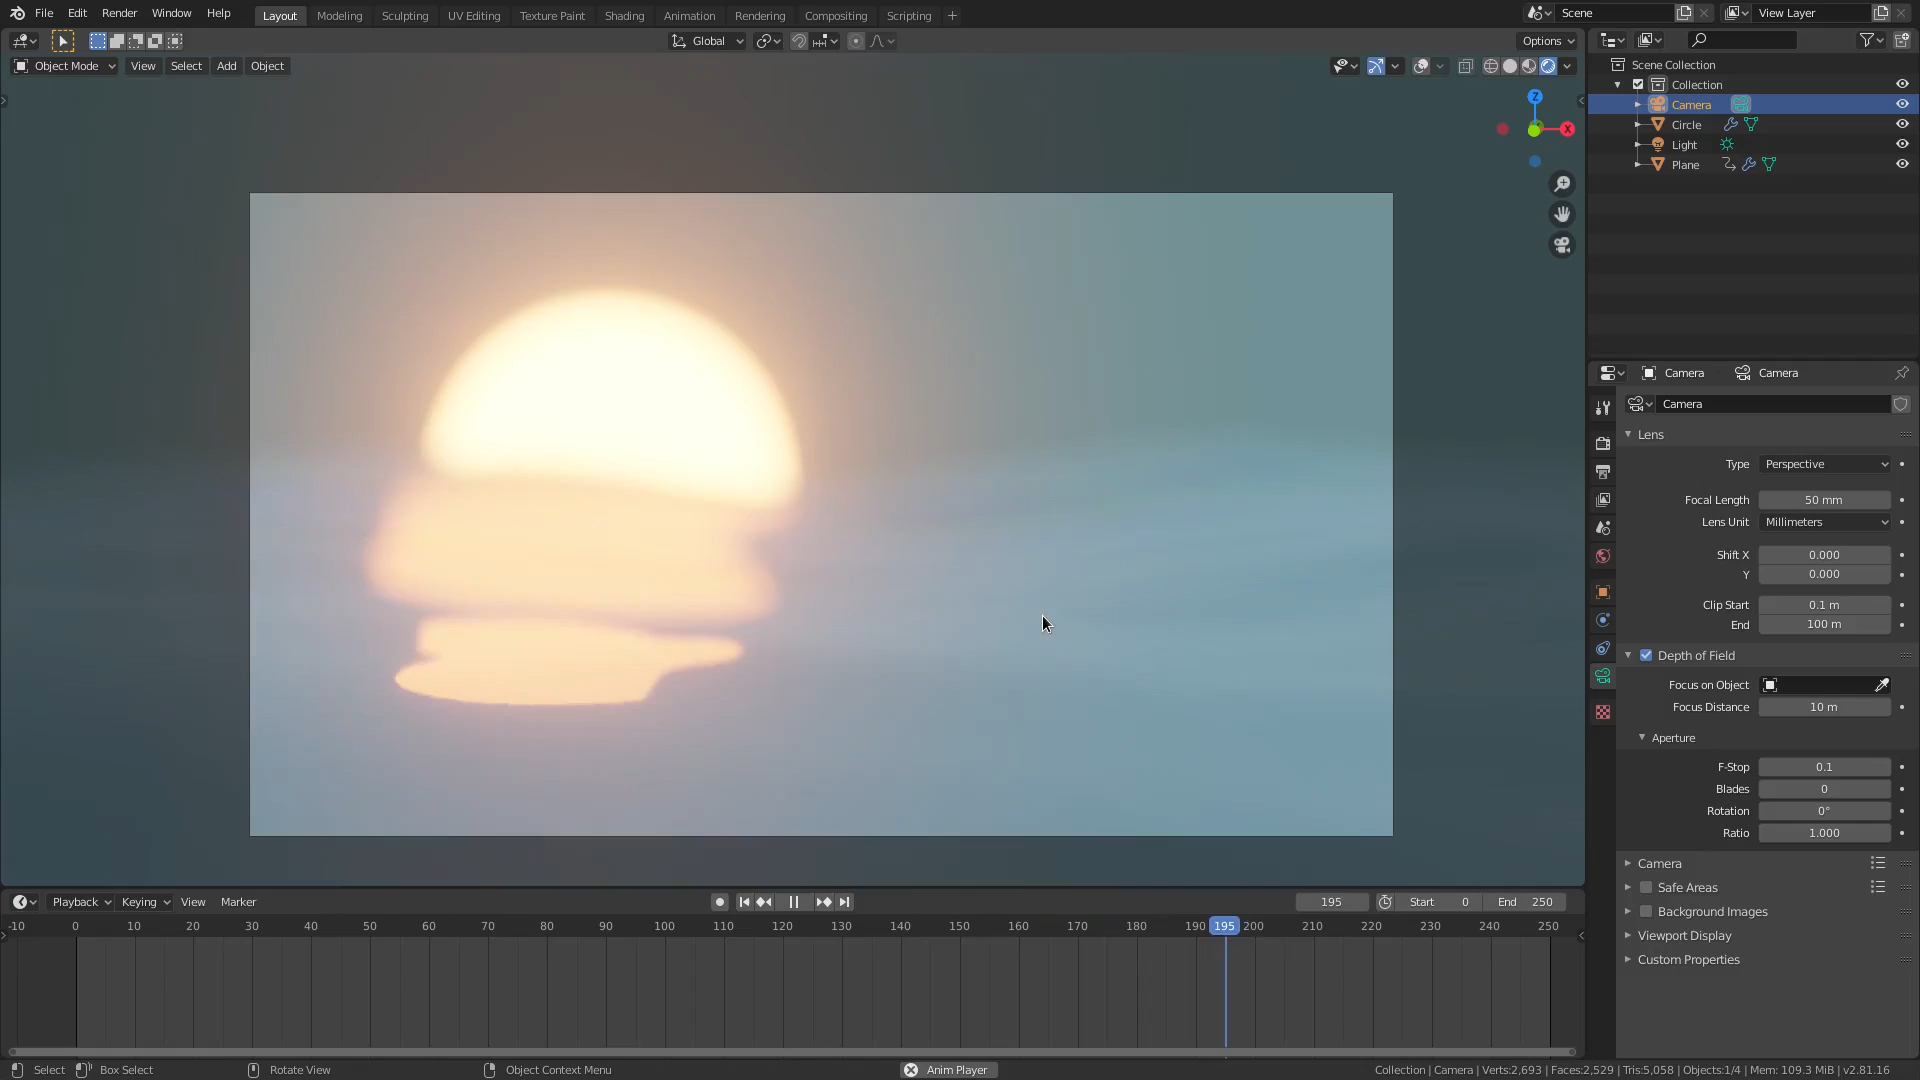 File Edit Render Window Help Layout Modeling Sculpting UV Editing Texture Paint Shading Animation Rendering Compositing Scripting + Scene View Layer
Global Options
Object Mode View Select Add Object
Z
X
Scene Collection
Collection
Camera
Circle
Light
Plane
Camera Camera
Camera
Lens
Type Perspective
Focal Length 50 mm
Lens Unit Millimeters
Shift X 0.000
Y 0.000
Clip Start 0.1 m
End 100 m
Depth of Field
Focus on Object
Focus Distance 10 m
Aperture
F-Stop 0.1
Blades 0
Rotation 0°
Ratio 1.000
Camera
Safe Areas
Background Images
Viewport Display
Custom Properties
Playback Keying View Marker 195 Start 0 End 250
-10 0 10 20 30 40 50 60 70 80 90 100 110 120 130 140 150 160 170 180 190 195 200 210 220 230 240 250
Select Box Select Rotate View Object Context Menu Anim Player Collection | Camera | Verts:2,693 | Faces:2,529 | Tris:5,058 | Objects:1/4 | Mem: 109.3 MiB | v2.81.16